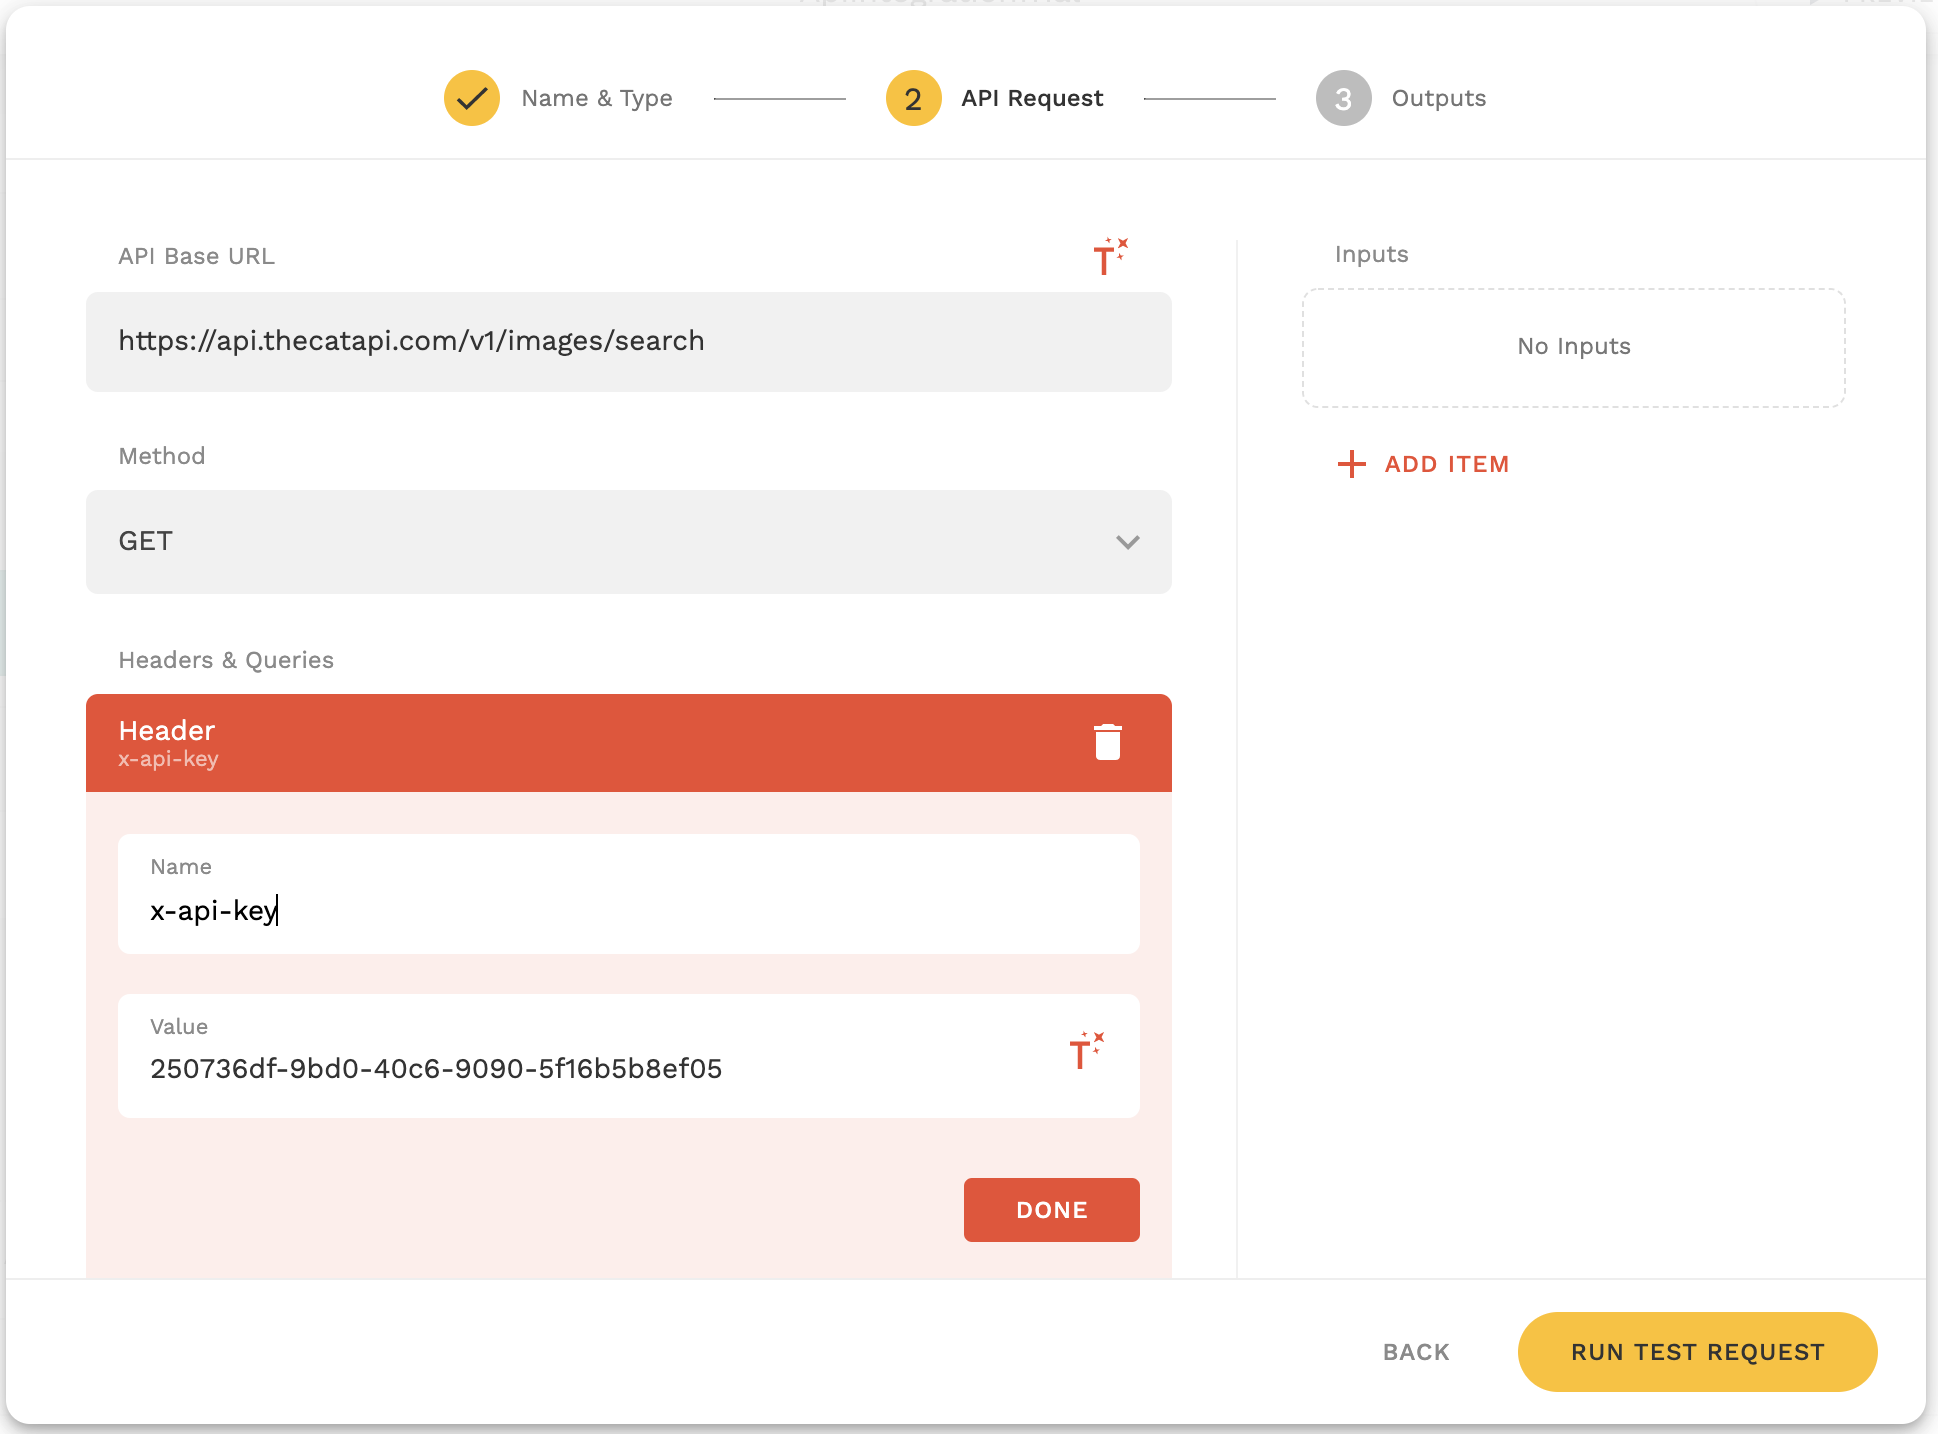 Name & Type
2
API Request
3
Outputs
API Base URL
https://api.thecatapi.com/v1/images/search
Method
GET
Headers & Queries
Header
x-api-key
Name
x-api-key
Value
250736df-9bd0-40c6-9090-5f16b5b8ef05
DONE
Inputs
No Inputs
ADD ITEM
BACK
RUN TEST REQUEST